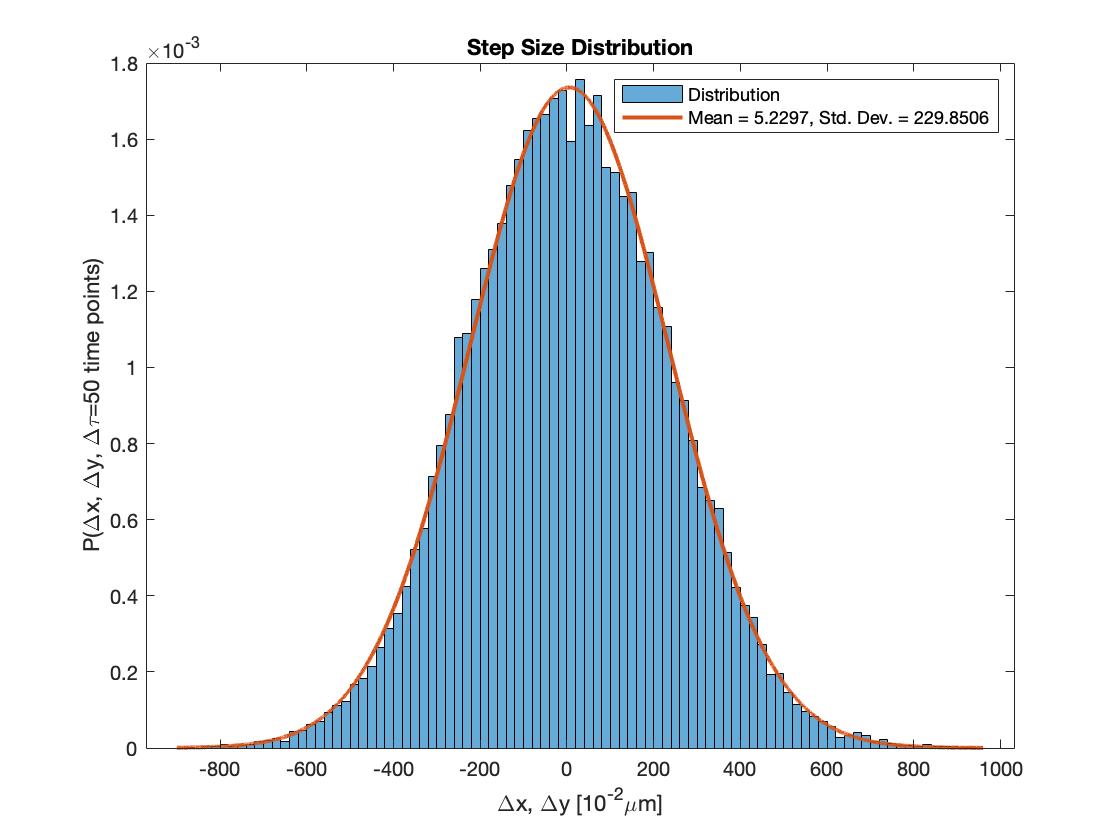 Step Size Distribution
×10⁻³
Distribution
Mean = 5.2297, Std. Dev. = 229.8506
1.8
1.6
1.4
1.2
1
0.8
0.6
0.4
0.2
0
P(Δx, Δy, Δτ=50 time points)
-800 -600 -400 -200 0 200 400 600 800 1000
Δx, Δy [10⁻²μm]